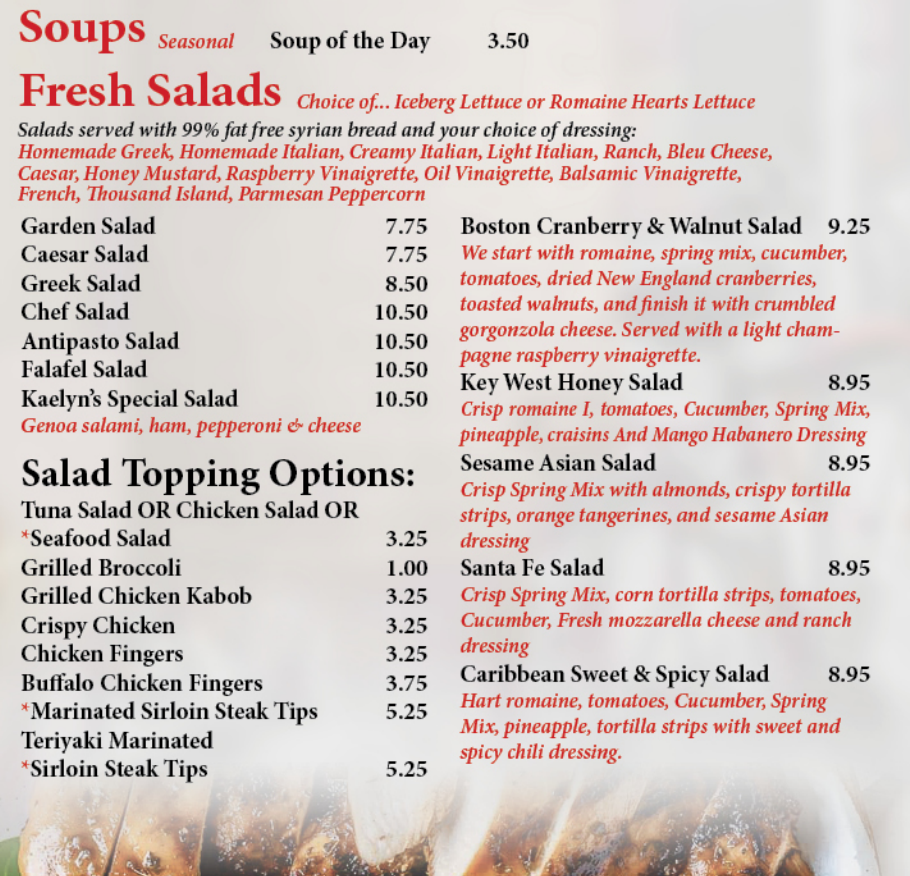 Soups Seasonal Soup of the Day 3.50
Fresh Salads Choice of... Iceberg Lettuce or Romaine Hearts Lettuce
Salads served with 99% fat free syrian bread and your choice of dressing:
Homemade Greek, Homemade Italian, Creamy Italian, Light Italian, Ranch, Bleu Cheese,
Caesar, Honey Mustard, Raspberry Vinaigrette, Oil Vinaigrette, Balsamic Vinaigrette,
French, Thousand Island, Parmesan Peppercorn
Garden Salad 7.75
Caesar Salad 7.75
Greek Salad 8.50
Chef Salad 10.50
Antipasto Salad 10.50
Falafel Salad 10.50
Kaelyn's Special Salad 10.50
Genoa salami, ham, pepperoni & cheese
Salad Topping Options:
Tuna Salad OR Chicken Salad OR
*Seafood Salad 3.25
Grilled Broccoli 1.00
Grilled Chicken Kabob 3.25
Crispy Chicken 3.25
Chicken Fingers 3.25
Buffalo Chicken Fingers 3.75
*Marinated Sirloin Steak Tips 5.25
Teriyaki Marinated
*Sirloin Steak Tips 5.25
Boston Cranberry & Walnut Salad 9.25
We start with romaine, spring mix, cucumber,
tomatoes, dried New England cranberries,
toasted walnuts, and finish it with crumbled
gorgonzola cheese. Served with a light cham-
pagne raspberry vinaigrette.
Key West Honey Salad 8.95
Crisp romaine I, tomatoes, Cucumber, Spring Mix,
pineapple, craisins And Mango Habanero Dressing
Sesame Asian Salad 8.95
Crisp Spring Mix with almonds, crispy tortilla
strips, orange tangerines, and sesame Asian
dressing
Santa Fe Salad 8.95
Crisp Spring Mix, corn tortilla strips, tomatoes,
Cucumber, Fresh mozzarella cheese and ranch
dressing
Caribbean Sweet & Spicy Salad 8.95
Hart romaine, tomatoes, Cucumber, Spring
Mix, pineapple, tortilla strips with sweet and
spicy chili dressing.